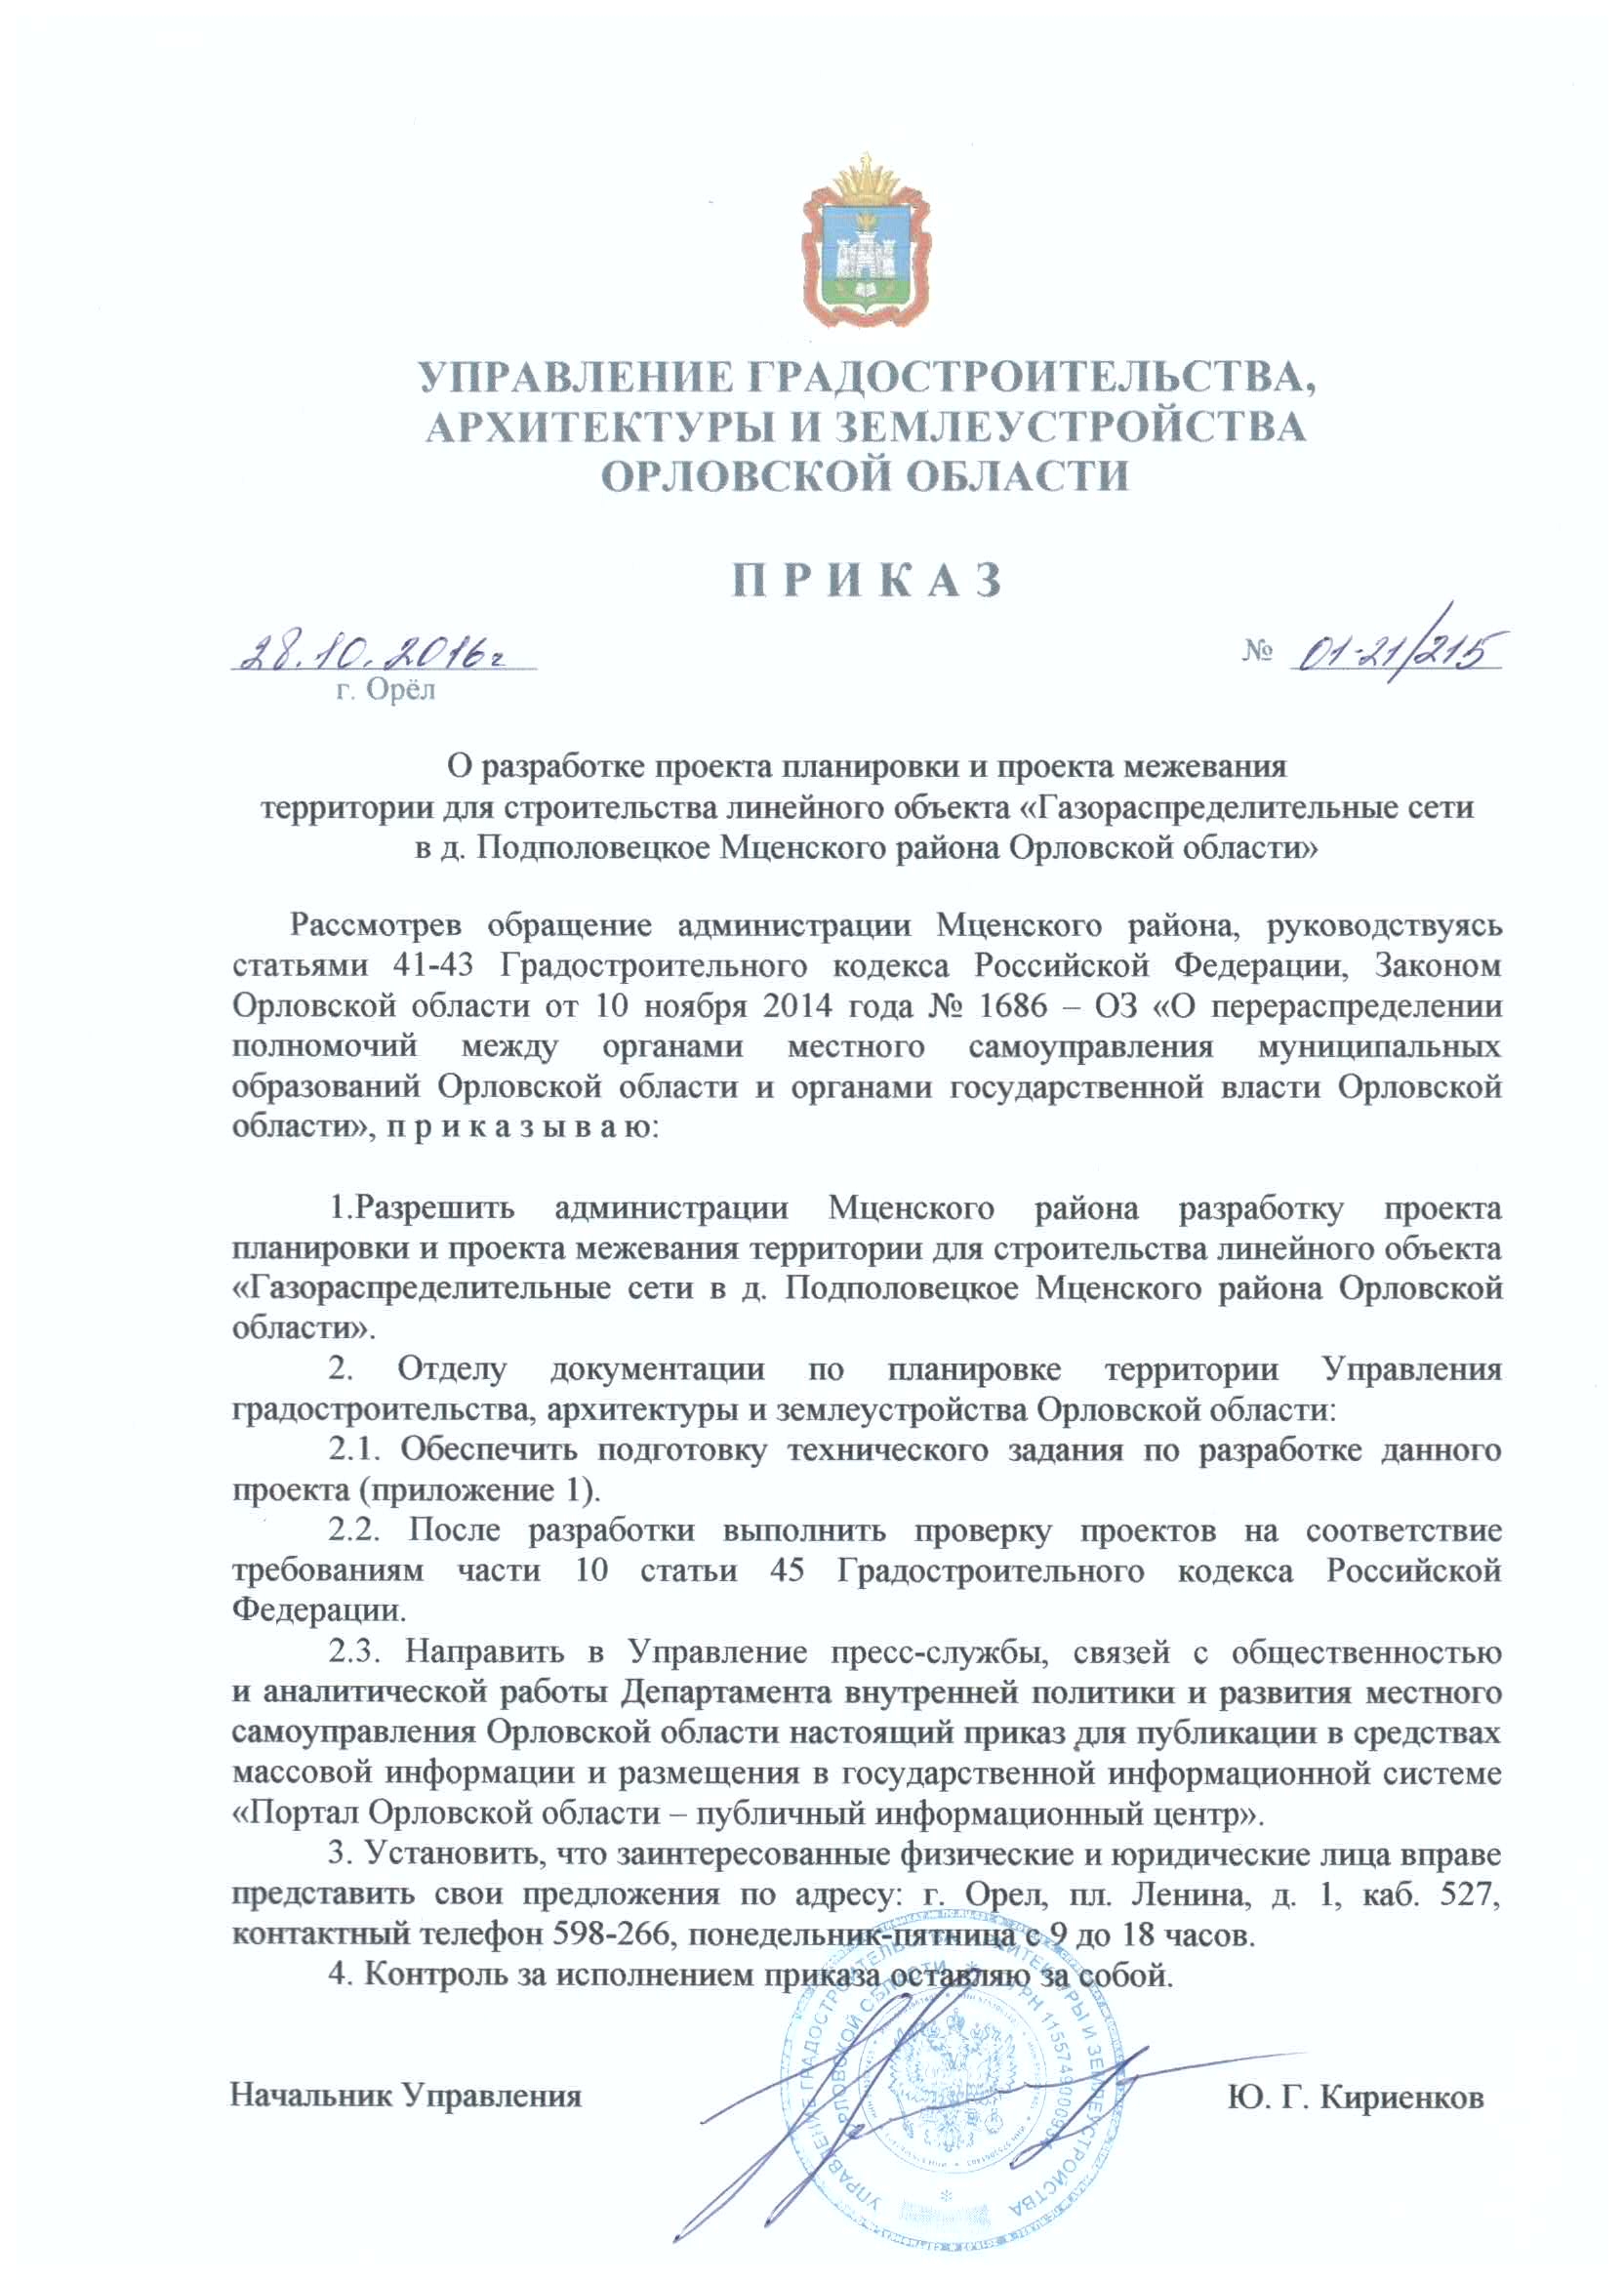 УПРАВЛЕНИЕ ГРАДОСТРОИТЕЛЬСТВА,
АРХИТЕКТУРЫ И ЗЕМЛЕУСТРОЙСТВА
ОРЛОВСКОЙ ОБЛАСТИ
П Р И К А З
28.10.2016г № 01-21/215
г. Орёл
О разработке проекта планировки и проекта межевания
территории для строительства линейного объекта «Газораспределительные сети
в д. Подполовецкое Мценского района Орловской области»
Рассмотрев обращение администрации Мценского района, руководствуясь
статьями 41-43 Градостроительного кодекса Российской Федерации, Законом
Орловской области от 10 ноября 2014 года № 1686 – ОЗ «О перераспределении
полномочий между органами местного самоуправления муниципальных
образований Орловской области и органами государственной власти Орловской
области», п р и к а з ы в а ю:
1.Разрешить администрации Мценского района разработку проекта
планировки и проекта межевания территории для строительства линейного объекта
«Газораспределительные сети в д. Подполовецкое Мценского района Орловской
области».
2. Отделу документации по планировке территории Управления
градостроительства, архитектуры и землеустройства Орловской области:
2.1. Обеспечить подготовку технического задания по разработке данного
проекта (приложение 1).
2.2. После разработки выполнить проверку проектов на соответствие
требованиям части 10 статьи 45 Градостроительного кодекса Российской
Федерации.
2.3. Направить в Управление пресс-службы, связей с общественностью
и аналитической работы Департамента внутренней политики и развития местного
самоуправления Орловской области настоящий приказ для публикации в средствах
массовой информации и размещения в государственной информационной системе
«Портал Орловской области – публичный информационный центр».
3. Установить, что заинтересованные физические и юридические лица вправе
представить свои предложения по адресу: г. Орел, пл. Ленина, д. 1, каб. 527,
контактный телефон 598-266, понедельник-пятница с 9 до 18 часов.
4. Контроль за исполнением приказа оставляю за собой.
Начальник Управления Ю. Г. Кириенков
УПРАВЛЕНИЕ ГРАДОСТРОИТЕЛЬСТВА, АРХИТЕКТУРЫ И ЗЕМЛЕУСТРОЙСТВА
ОРЛОВСКОЙ ОБЛАСТИ